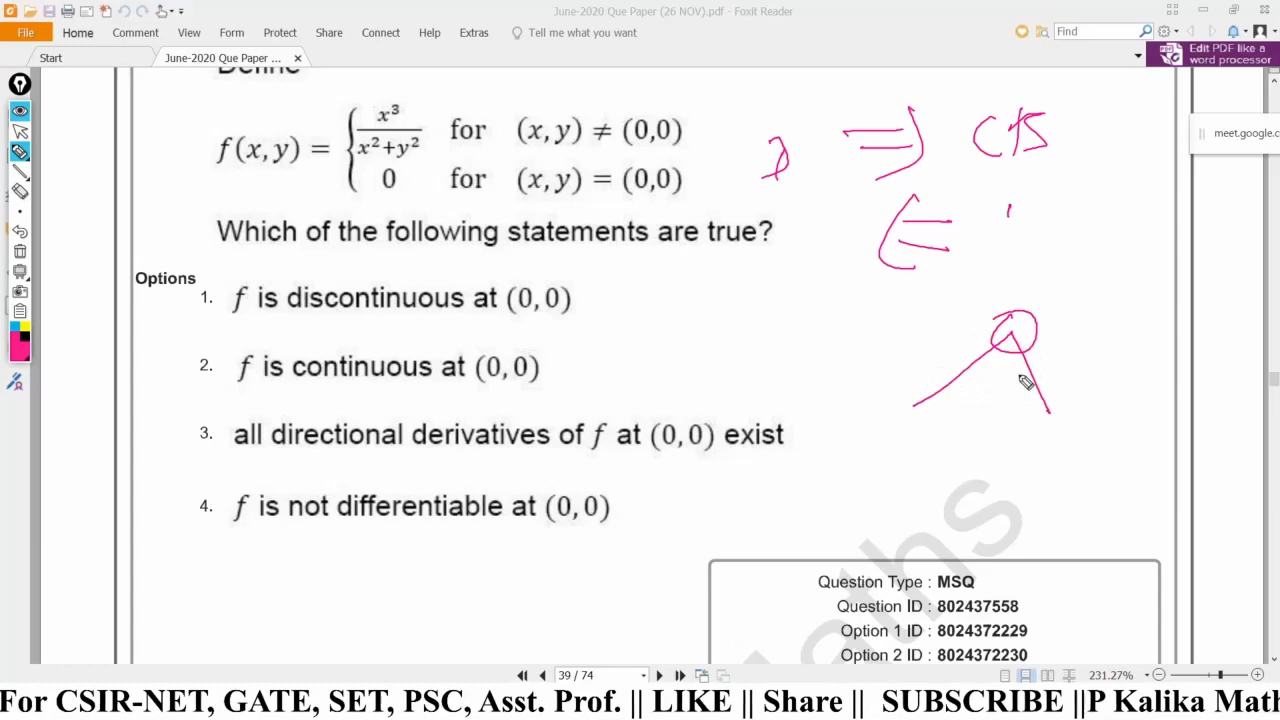 June-2020 Que Paper (26 NOV).pdf - Foxit Reader
File Home Comment View Form Protect Share Connect Help Extras Tell me what you want Find
Start June-2020 Que Paper ... Edit PDF like a
word processor
Define
f(x, y) = { x³/(x²+y²) for (x, y) ≠ (0,0)
0 for (x, y) = (0,0)
⇒ cts
⇐
meet.google.c
Which of the following statements are true?
Options
1. f is discontinuous at (0, 0)
2. f is continuous at (0, 0)
3. all directional derivatives of f at (0, 0) exist
4. f is not differentiable at (0, 0)
Maths
Question Type : MSQ
Question ID : 802437558
Option 1 ID : 8024372229
Option 2 ID : 8024372230
39 / 74 231.27%
For CSIR-NET, GATE, SET, PSC, Asst. Prof. || LIKE || Share || SUBSCRIBE ||P Kalika Math